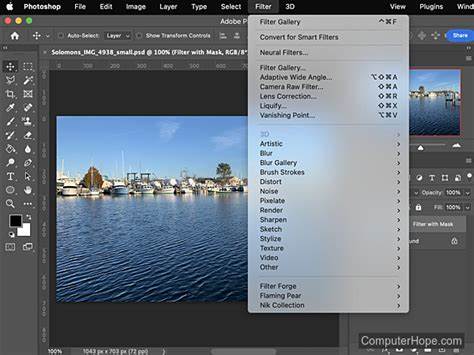 Photoshop File Edit Image Layer Type Select Filter 3D View Plugins Win
Adobe P
Auto-Select: Layer Show Transform Controls
Share
Solomons_IMG_4938_small.psd @ 100% (Filter with Mask, RGB/8*)
Filter Gallery ^⌘F
Convert for Smart Filters
Neural Filters...
Filter Gallery...
Adaptive Wide Angle... ⌥⇧⌘A
Camera Raw Filter... ⇧⌘A
Lens Correction... ⇧⌘R
Liquify... ⇧⌘X
Vanishing Point... ⌥⌘V
3D
Artistic
Blur
Blur Gallery
Brush Strokes
Distort
Noise
Pixelate
Render
Sharpen
Sketch
Stylize
Texture
Video
Other
Filter Forge
Flaming Pear
Nik Collection
Opacity: 100%
Fill: 100%
Filter with Mask
100% 1043 px x 703 px (72 ppi)
ComputerHope.com